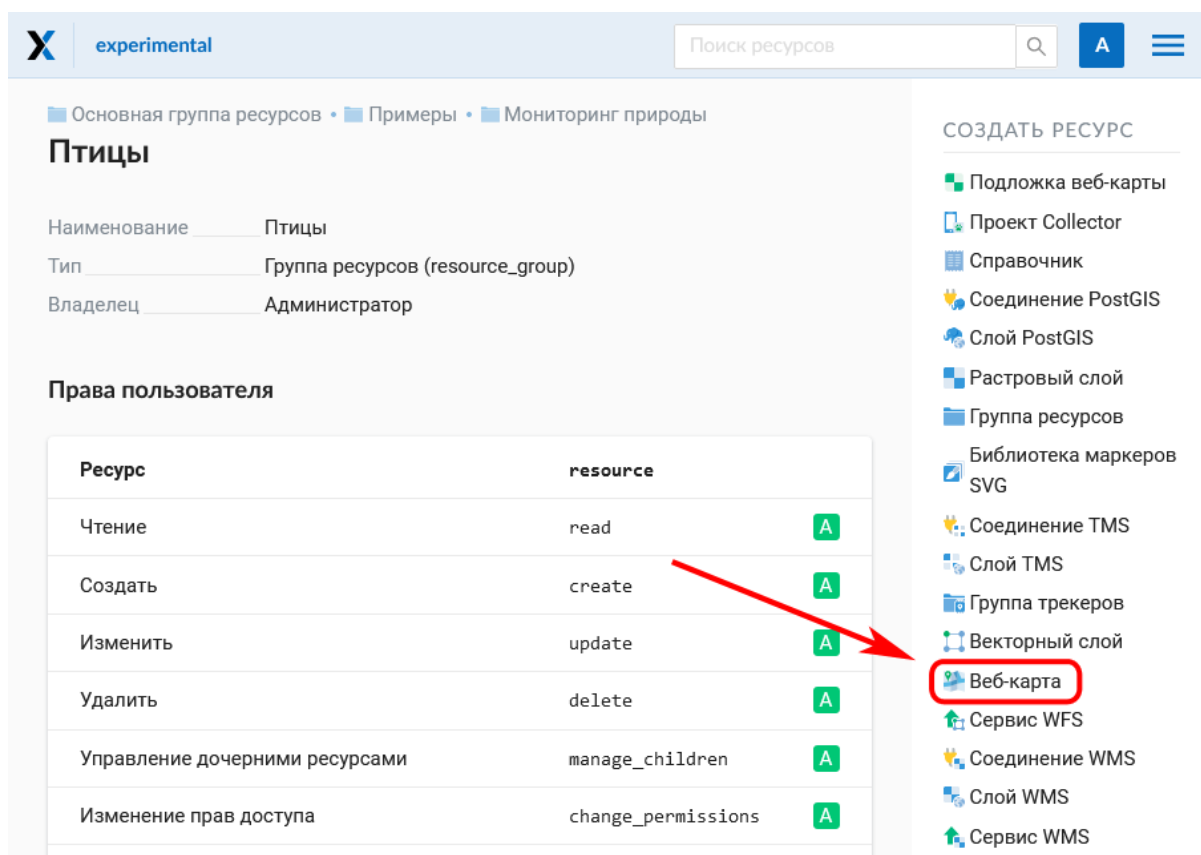 experimental
Поиск ресурсов
A
Основная группа ресурсов • Примеры • Мониторинг природы
Птицы
Наименование Птицы
Тип Группа ресурсов (resource_group)
Владелец Администратор
Права пользователя
Ресурс resource
Чтение read A
Создать create A
Изменить update A
Удалить delete A
Управление дочерними ресурсами manage_children A
Изменение прав доступа change_permissions A
СОЗДАТЬ РЕСУРС
Подложка веб-карты
Проект Collector
Справочник
Соединение PostGIS
Слой PostGIS
Растровый слой
Группа ресурсов
Библиотека маркеров
SVG
Соединение TMS
Слой TMS
Группа трекеров
Векторный слой
Веб-карта
Сервис WFS
Соединение WMS
Слой WMS
Сервис WMS